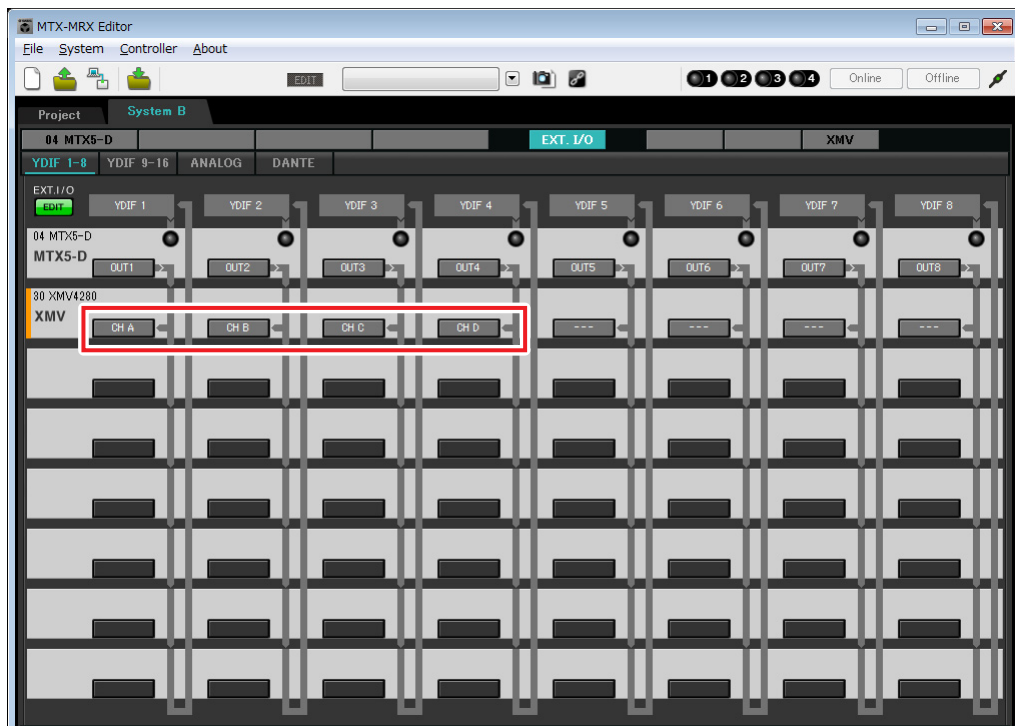 MTX-MRX Editor
File System Controller About
EDIT 1 2 3 4 Online Offline
Project System B
04 MTX5-D EXT. I/O XMV
YDIF 1-8 YDIF 9-16 ANALOG DANTE
EXT.I/O
EDIT YDIF 1 YDIF 2 YDIF 3 YDIF 4 YDIF 5 YDIF 6 YDIF 7 YDIF 8
04 MTX5-D
MTX5-D
OUT1 OUT2 OUT3 OUT4 OUT5 OUT6 OUT7 OUT8
30 XMV4280
XMV
CH A CH B CH C CH D --- --- --- ---